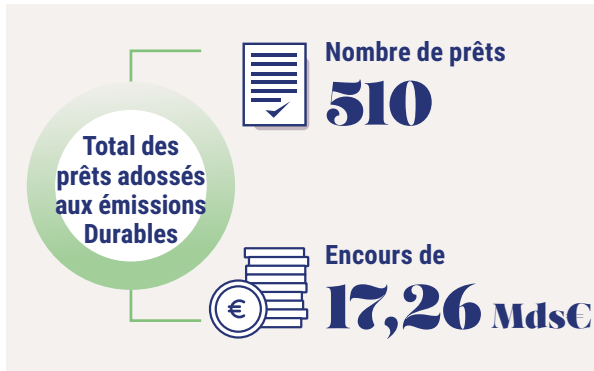 Total des
prêts adossés
aux émissions
Durables
Nombre de prêts
510
Encours de
17,26 Mds€
€